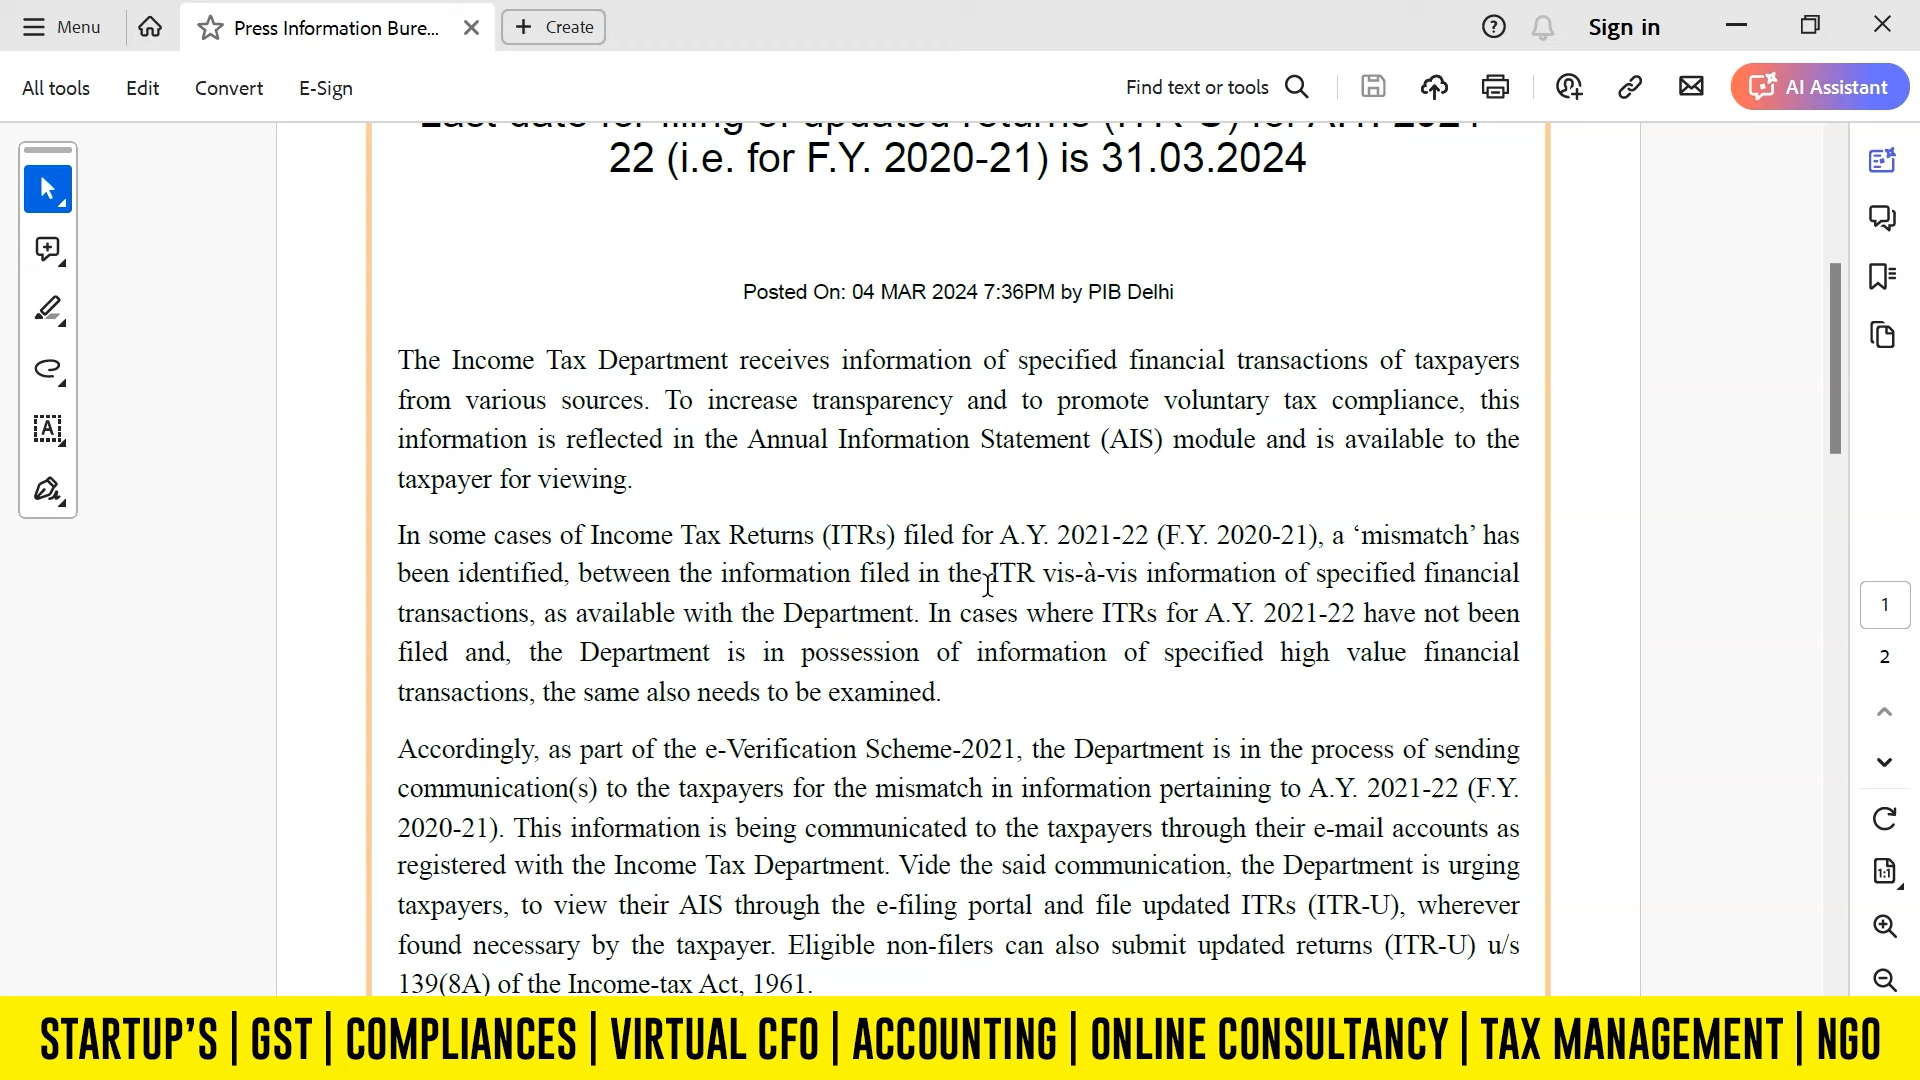 Menu
Press Information Bure...
Create
Sign in
All tools
Edit
Convert
E-Sign
Find text or tools
AI Assistant
Last date for filing of updated returns (ITR-U) for A.Y. 2021-
22 (i.e. for F.Y. 2020-21) is 31.03.2024
Posted On: 04 MAR 2024 7:36PM by PIB Delhi
The Income Tax Department receives information of specified financial transactions of taxpayers
from various sources. To increase transparency and to promote voluntary tax compliance, this
information is reflected in the Annual Information Statement (AIS) module and is available to the
taxpayer for viewing.
In some cases of Income Tax Returns (ITRs) filed for A.Y. 2021-22 (F.Y. 2020-21), a ‘mismatch’ has
been identified, between the information filed in the ITR vis-à-vis information of specified financial
transactions, as available with the Department. In cases where ITRs for A.Y. 2021-22 have not been
filed and, the Department is in possession of information of specified high value financial
transactions, the same also needs to be examined.
Accordingly, as part of the e-Verification Scheme-2021, the Department is in the process of sending
communication(s) to the taxpayers for the mismatch in information pertaining to A.Y. 2021-22 (F.Y.
2020-21). This information is being communicated to the taxpayers through their e-mail accounts as
registered with the Income Tax Department. Vide the said communication, the Department is urging
taxpayers, to view their AIS through the e-filing portal and file updated ITRs (ITR-U), wherever
found necessary by the taxpayer. Eligible non-filers can also submit updated returns (ITR-U) u/s
139(8A) of the Income-tax Act, 1961.
1
2
1:1
STARTUP'S | GST | COMPLIANCES | VIRTUAL CFO | ACCOUNTING | ONLINE CONSULTANCY | TAX MANAGEMENT | NGO